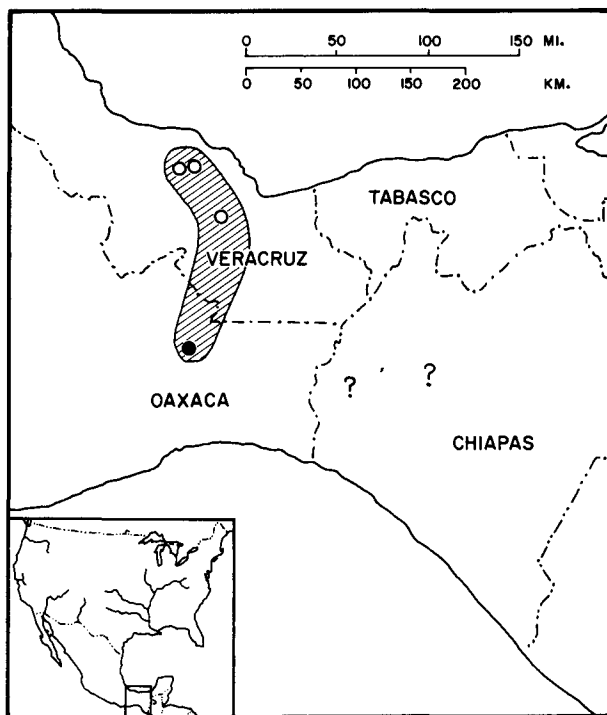 0 50 100 150 MI.
0 50 100 150 200 KM.
TABASCO
VERACRUZ
? ?
OAXACA
CHIAPAS